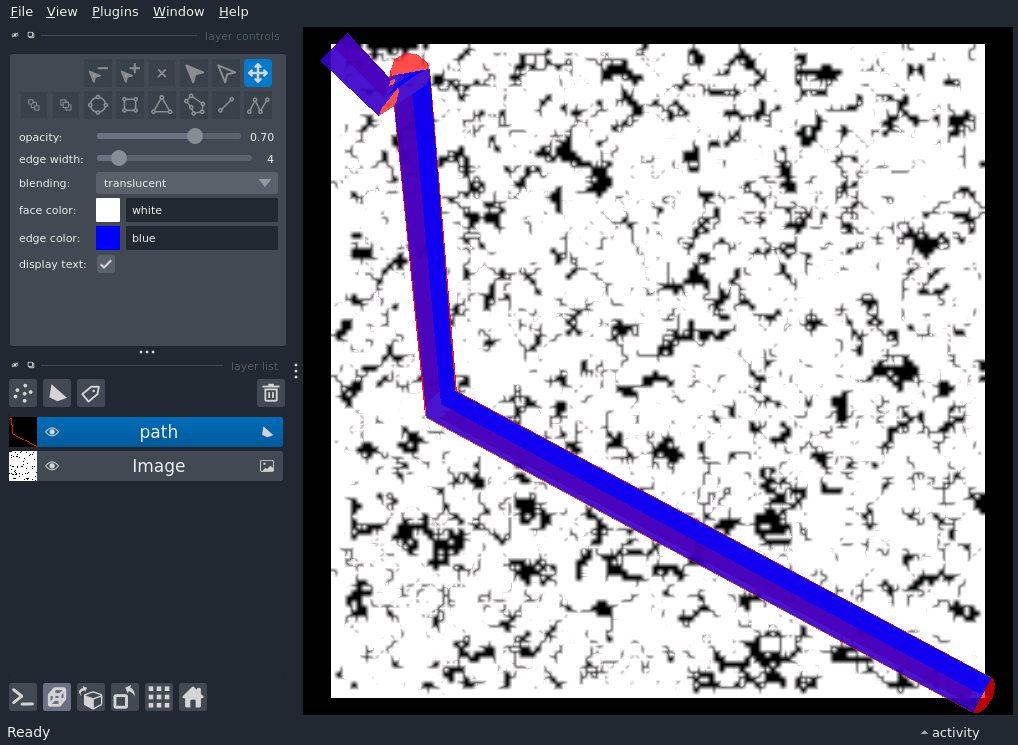 File View Plugins Window Help
layer controls
opacity: 0.70
edge width: 4
blending: translucent
face color: white
edge color: blue
display text:
layer list
path
Image
Ready
activity